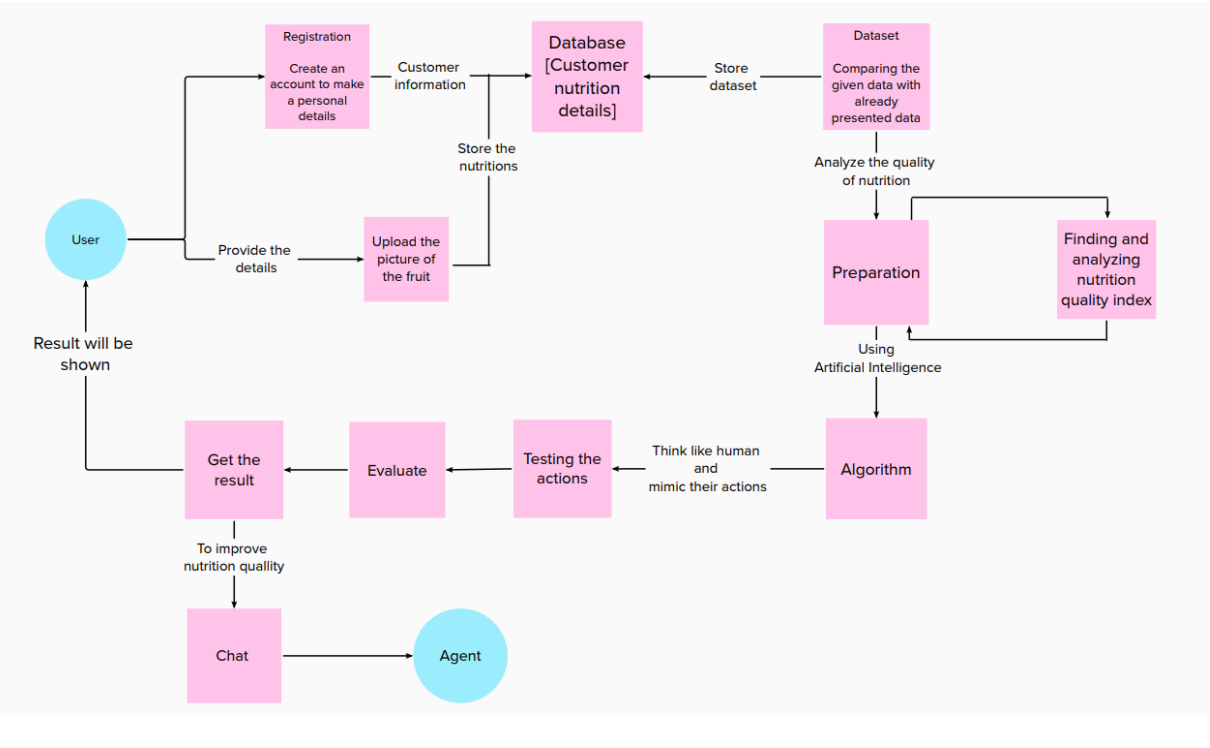 Registration
Create an
account to make
a personal
details
Customer
information
Database
[Customer
nutrition
details]
Store
dataset
Dataset
Comparing the
given data with
already
presented data
Store the
nutritions
Analyze the quality
of nutrition
User
Provide the
details
Upload the
picture of
the fruit
Preparation
Finding and
analyzing
nutrition
quality index
Result will be
shown
Using
Artificial Intelligence
Get the
result
Evaluate
Testing the
actions
Think like human
and
mimic their actions
Algorithm
To improve
nutrition quallity
Chat
Agent